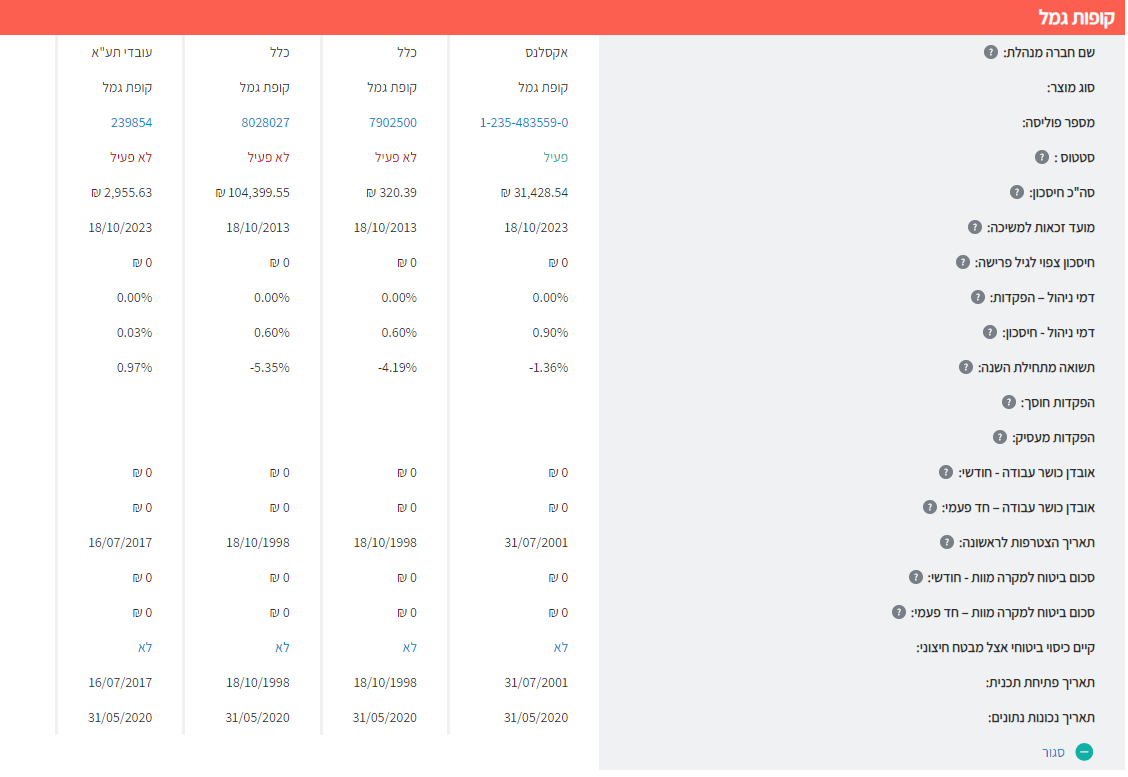 קופות גמל
שם חברה מנהלת: ? אקסלנס כלל כלל עובדי תע"א
סוג מוצר: קופת גמל קופת גמל קופת גמל קופת גמל
מספר פוליסה: 1-235-483559-0 7902500 8028027 239854
סטטוס : ? פעיל לא פעיל לא פעיל לא פעיל
סה"כ חיסכון: ? 31,428.54 ₪ 320.39 ₪ 104,399.55 ₪ 2,955.63 ₪
מועד זכאות למשיכה: ? 18/10/2023 18/10/2013 18/10/2013 18/10/2023
חיסכון צפוי לגיל פרישה: ? 0 ₪ 0 ₪ 0 ₪ 0 ₪
דמי ניהול – הפקדות: ? 0.00% 0.00% 0.00% 0.00%
דמי ניהול - חיסכון: ? 0.90% 0.60% 0.60% 0.03%
תשואה מתחילת השנה: ? -1.36% -4.19% -5.35% 0.97%
הפקדות חוסך: ?
הפקדות מעסיק: ?
אובדן כושר עבודה - חודשי: ? 0 ₪ 0 ₪ 0 ₪ 0 ₪
אובדן כושר עבודה – חד פעמי: ? 0 ₪ 0 ₪ 0 ₪ 0 ₪
תאריך הצטרפות לראשונה: ? 31/07/2001 18/10/1998 18/10/1998 16/07/2017
סכום ביטוח למקרה מוות - חודשי: ? 0 ₪ 0 ₪ 0 ₪ 0 ₪
סכום ביטוח למקרה מוות – חד פעמי: ? 0 ₪ 0 ₪ 0 ₪ 0 ₪
קיים כיסוי ביטוחי אצל מבטח חיצוני: לא לא לא לא
תאריך פתיחת תכנית: 31/07/2001 18/10/1998 18/10/1998 16/07/2017
תאריך נכונות נתונים: 31/05/2020 31/05/2020 31/05/2020 31/05/2020
סגור